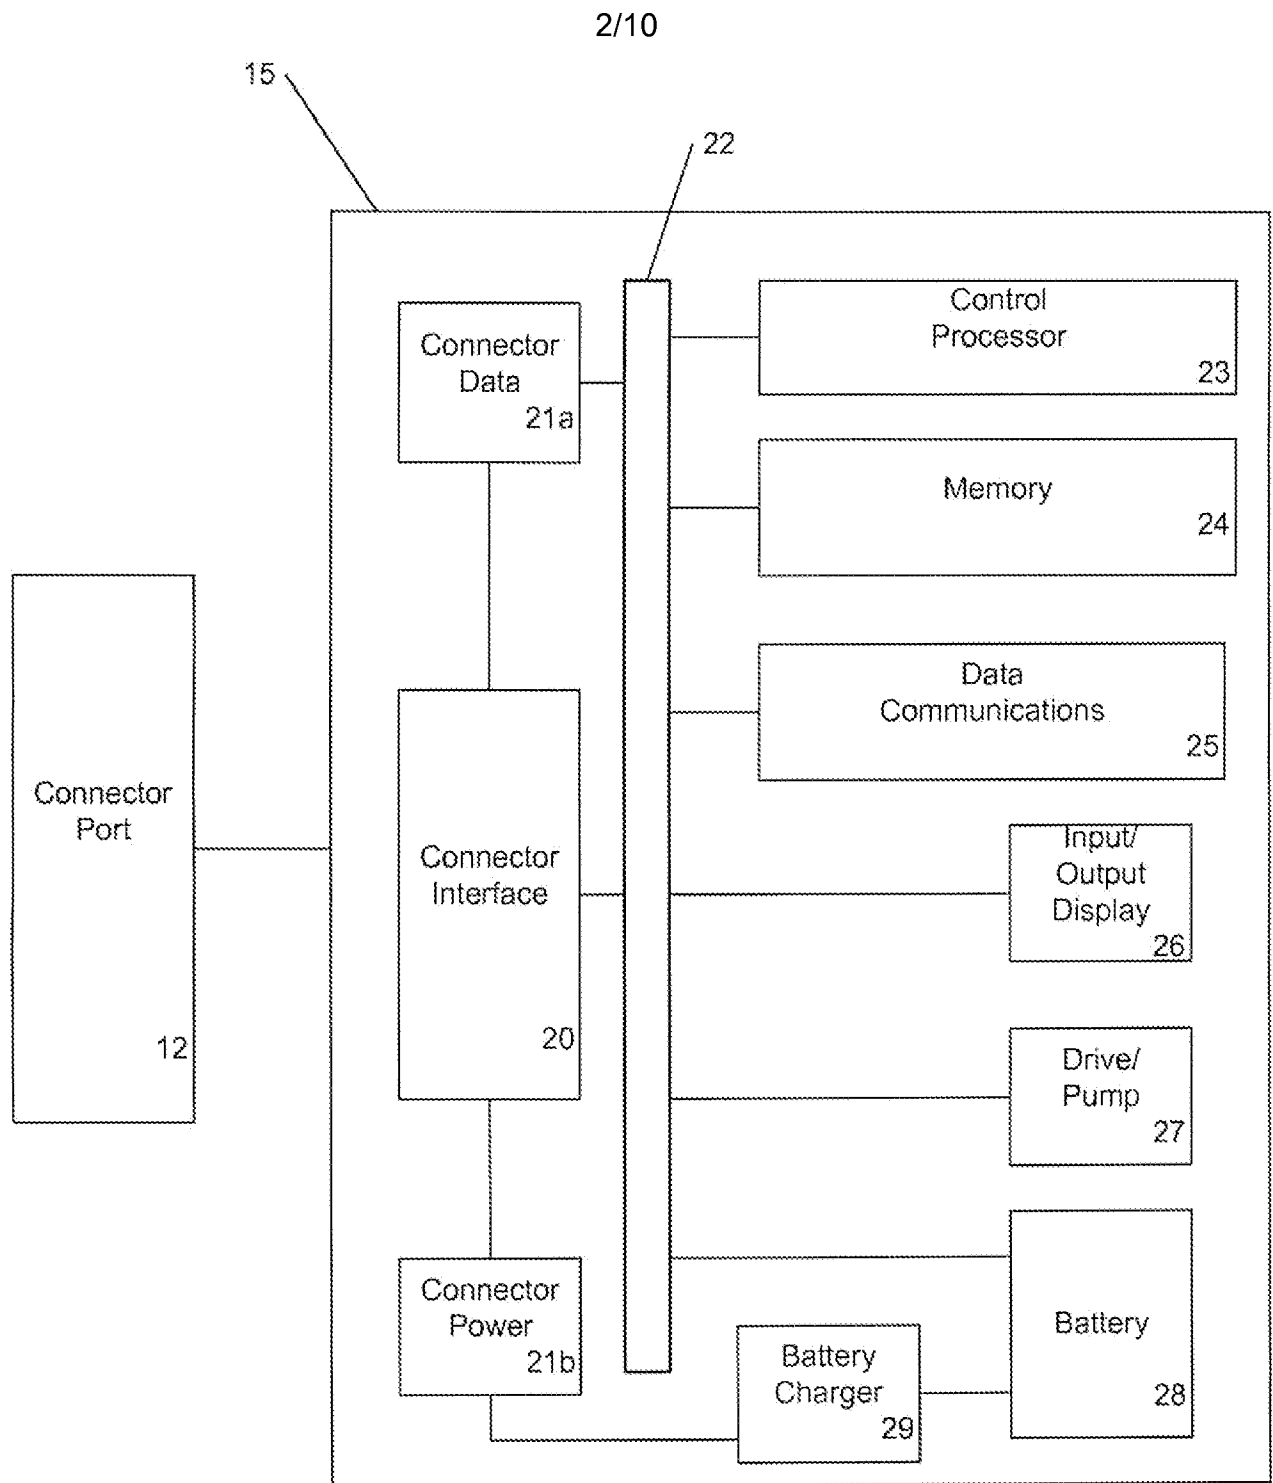 2/10
15
22
Connector
Data
21a
Control
Processor
23
Memory
24
Data
Communications
25
Connector
Port
12
Connector
Interface
20
Input/
Output
Display
26
Drive/
Pump
27
Connector
Power
21b
Battery
Charger
29
Battery
28